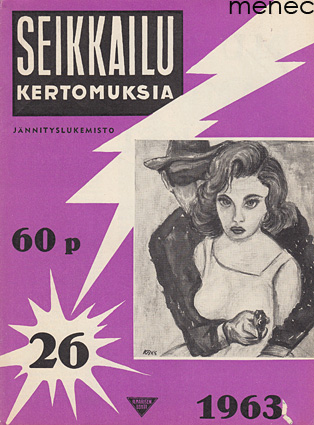 menec
SEIKKAILU
KERTOMUKSIA
JÄNNITYSLUKEMISTO
60 p
26
1963